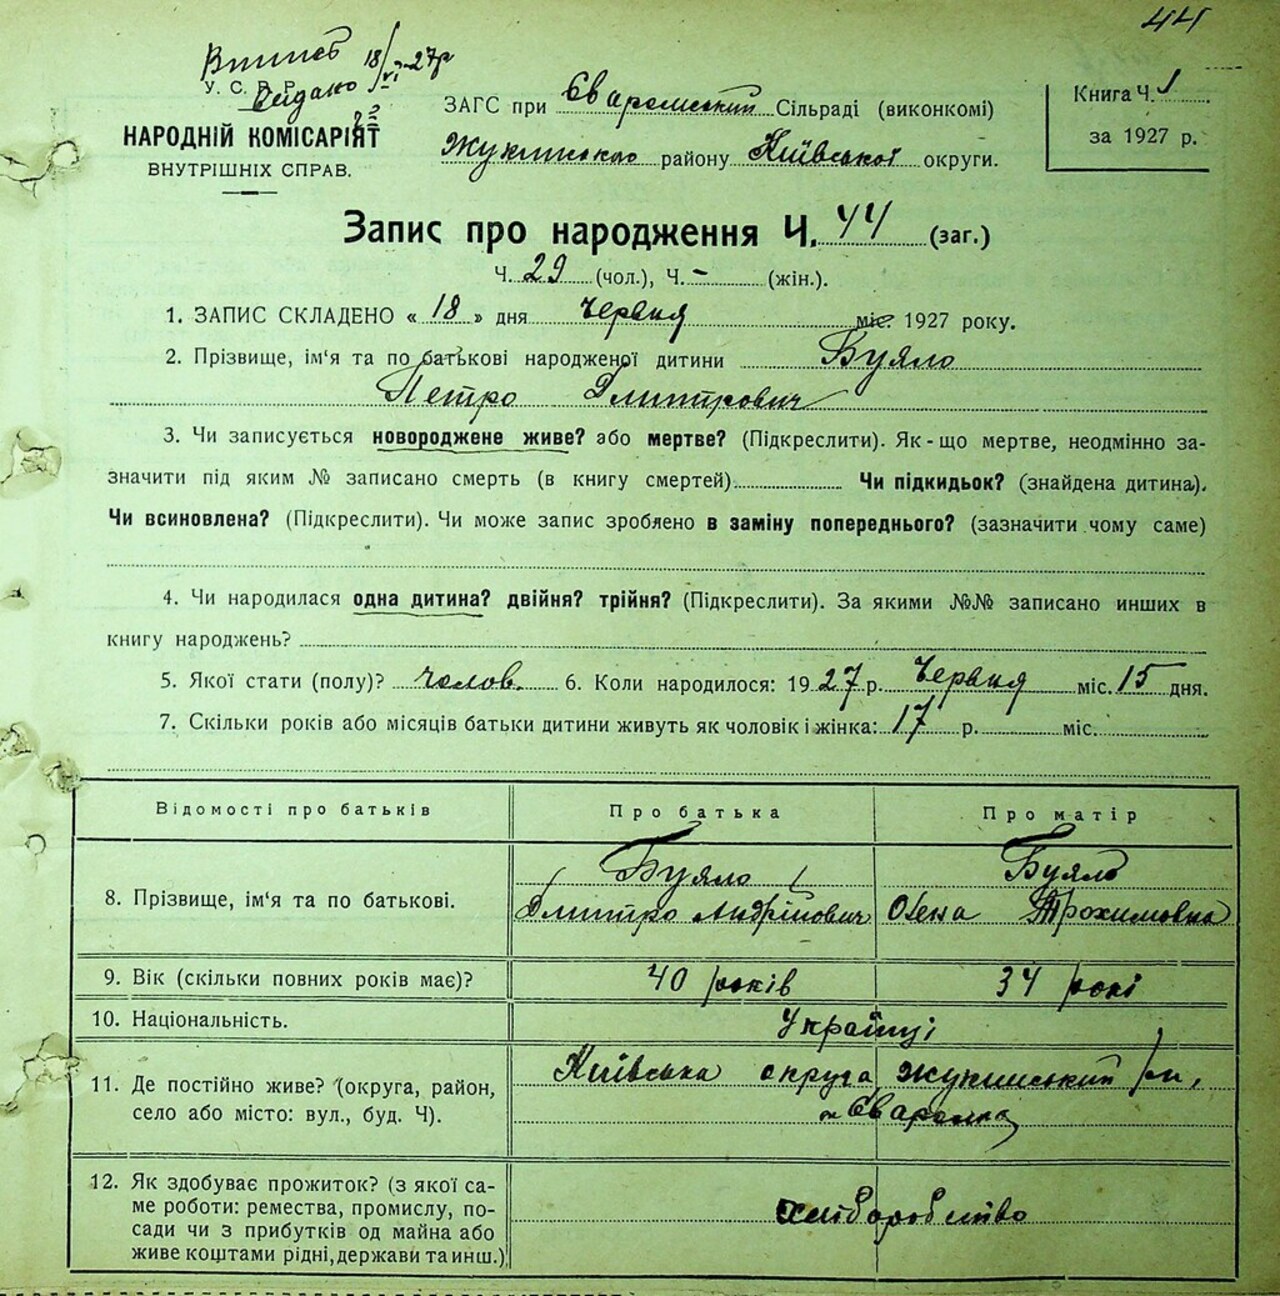 44
Витяг 18/VI-27р
У. С. Р. Р.
Видано
НАРОДНІЙ КОМІСАРІЯТ
ВНУТРІШНІХ СПРАВ.
ЗАГС при Єваромиський Сільраді (виконкомі)
Жукинського району Київської округи.
Книга Ч. 1
за 1927 р.
Запис про народження Ч. 44 (заг.)
Ч. 29 (чол.), Ч. - (жін.).
1. ЗАПИС СКЛАДЕНО « 18 » дня Червня міс. 1927 року.
2. Прізвище, ім'я та по батькові народженої дитини Буяло
Петро Дмитрович
3. Чи записується новороджене живе? або мертве? (Підкреслити). Як-що мертве, неодмінно за-
значити під яким № записано смерть (в книгу смертей) Чи підкидьок? (знайдена дитина).
Чи всиновлена? (Підкреслити). Чи може запис зроблено в заміну попереднього? (зазначити чому саме)
4. Чи народилася одна дитина? двійня? трійня? (Підкреслити). За якими №№ записано инших в
книгу народжень?
5. Якої стати (полу)? чолов. 6. Коли народилося: 1927 р. Червня міс. 15 дня.
7. Скільки років або місяців батьки дитини живуть як чоловік і жінка: 17 р. міс.
Відомості про батьків Про батька Про матір
8. Прізвище, ім'я та по батькові.
Буяло
Дмитро Андрійович
Буяло
Олена Трохимовна
9. Вік (скільки повних років має)? 40 років 34 рокі
10. Національність. Українці
11. Де постійно живе? (округа, район,
село або місто: вул., буд. Ч).
Київська округа Жукинський р/н,
Єваромка
12. Як здобуває прожиток? (з якої са-
ме роботи: ремества, промислу, по-
сади чи з прибутків од майна або
живе коштами рідні, держави та инш.)
хліборобство